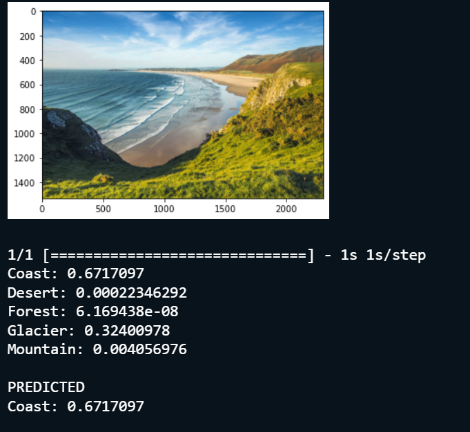 0
200
400
600
800
1000
1200
1400
0 500 1000 1500 2000
1/1 [==============================] - 1s 1s/step
Coast: 0.6717097
Desert: 0.00022346292
Forest: 6.169438e-08
Glacier: 0.32400978
Mountain: 0.004056976
PREDICTED
Coast: 0.6717097